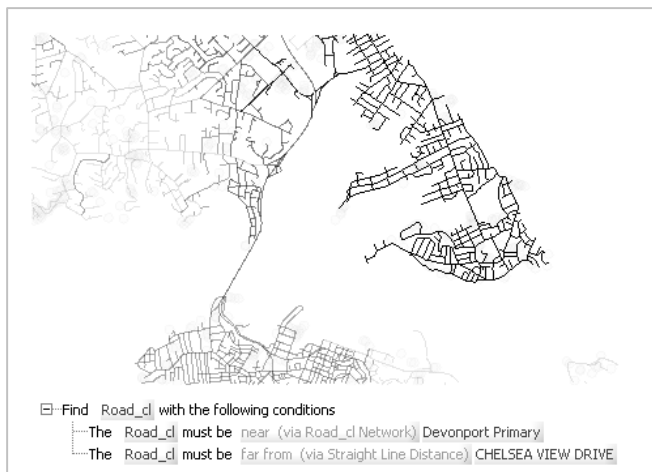 Find Road_cl with the following conditions
The Road_cl must be near (via Road_cl Network) Devonport Primary
The Road_cl must be far from (via Straight Line Distance) CHELSEA VIEW DRIVE